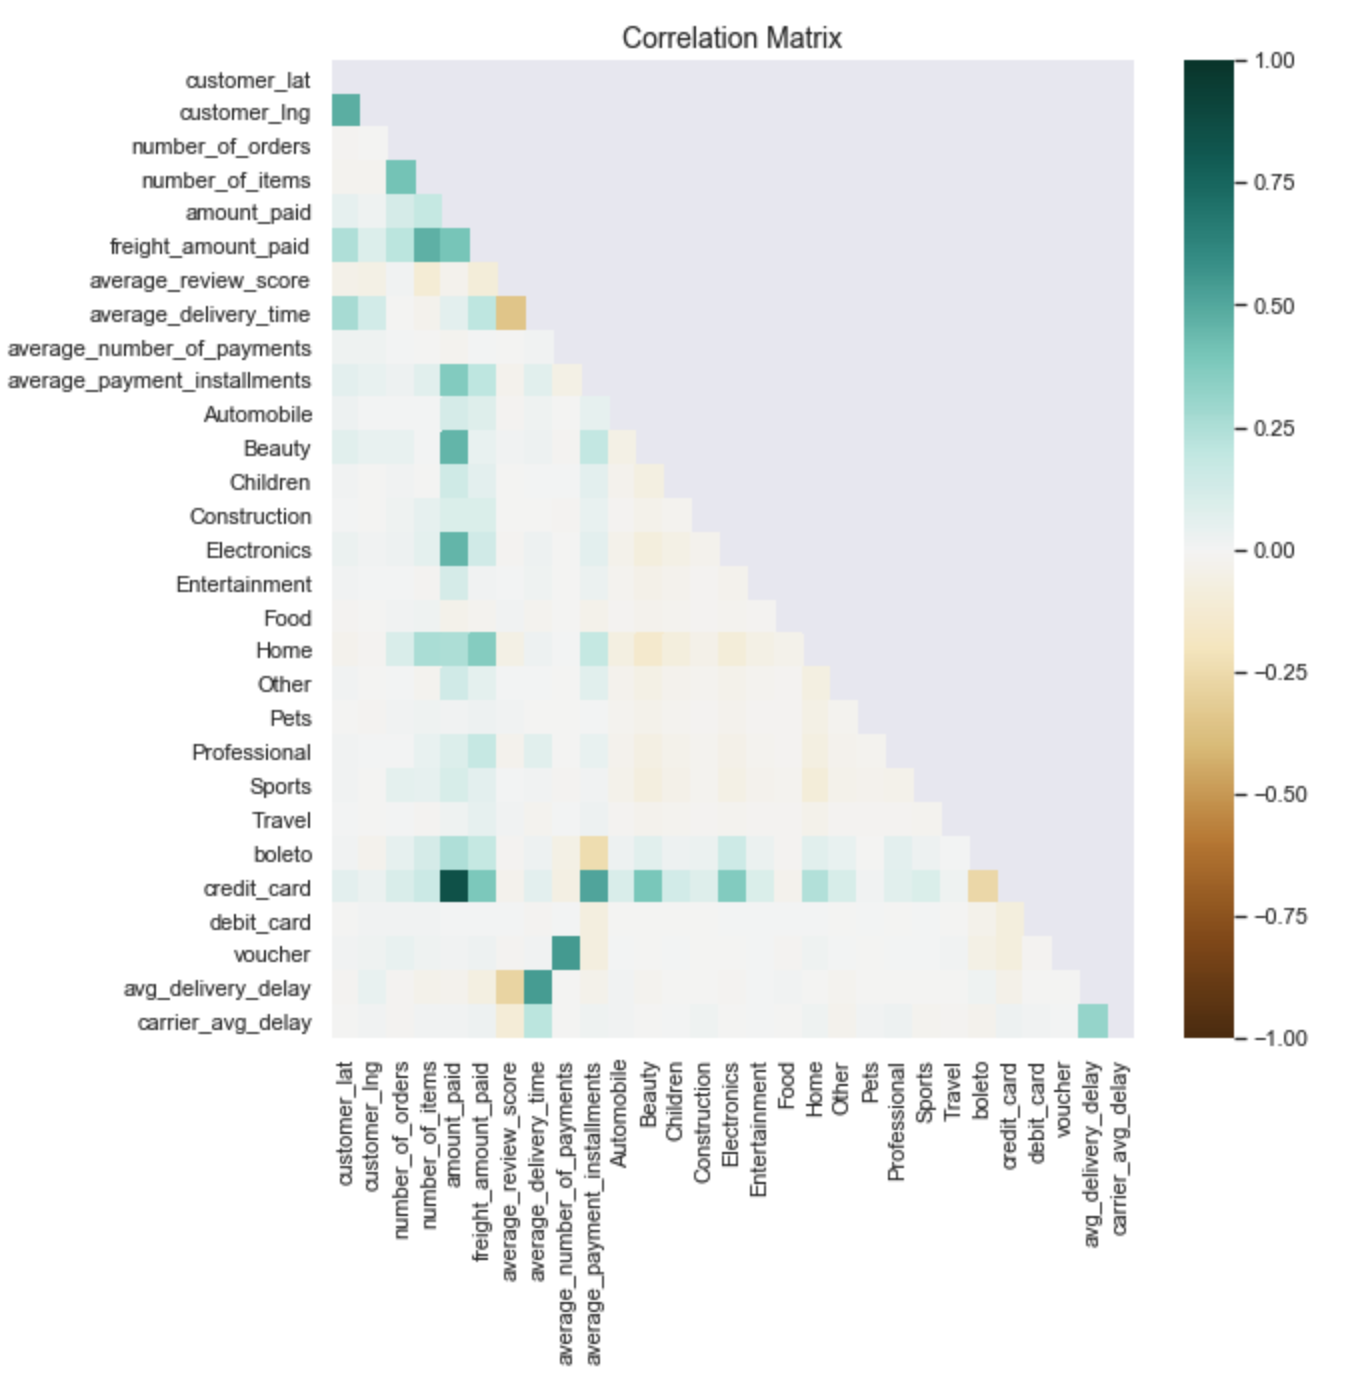 Correlation Matrix
customer_lat
customer_lng
number_of_orders
number_of_items
amount_paid
freight_amount_paid
average_review_score
average_delivery_time
average_number_of_payments
average_payment_installments
Automobile
Beauty
Children
Construction
Electronics
Entertainment
Food
Home
Other
Pets
Professional
Sports
Travel
boleto
credit_card
debit_card
voucher
avg_delivery_delay
carrier_avg_delay
1.00
0.75
0.50
0.25
0.00
−0.25
−0.50
−0.75
−1.00
customer_lat
customer_lng
number_of_orders
number_of_items
amount_paid
freight_amount_paid
average_review_score
average_delivery_time
average_number_of_payments
average_payment_installments
Automobile
Beauty
Children
Construction
Electronics
Entertainment
Food
Home
Other
Pets
Professional
Sports
Travel
boleto
credit_card
debit_card
voucher
avg_delivery_delay
carrier_avg_delay